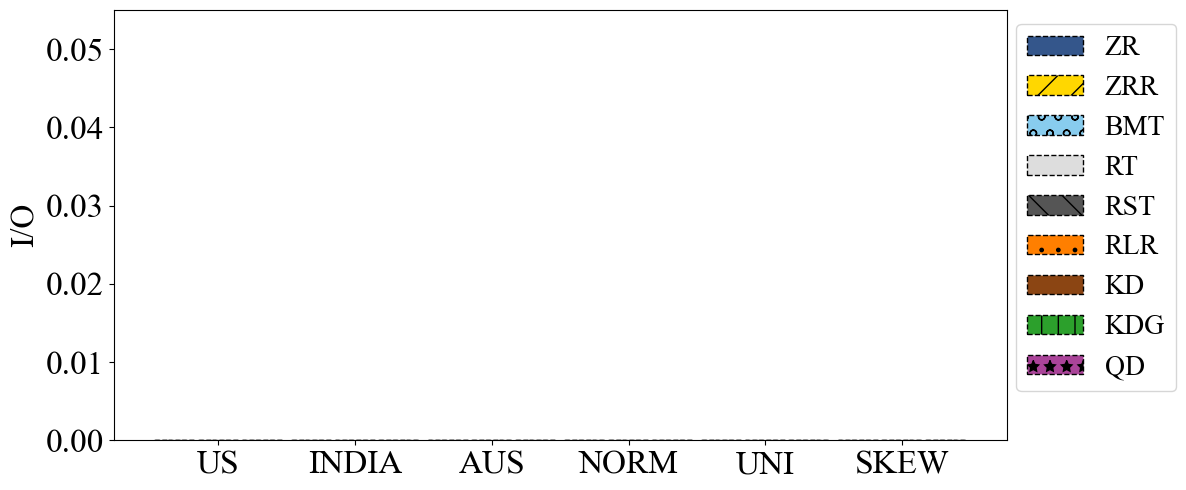 I/O
0.05
0.04
0.03
0.02
0.01
0.00
US INDIA AUS NORM UNI SKEW
ZR
ZRR
BMT
RT
RST
RLR
KD
KDG
QD